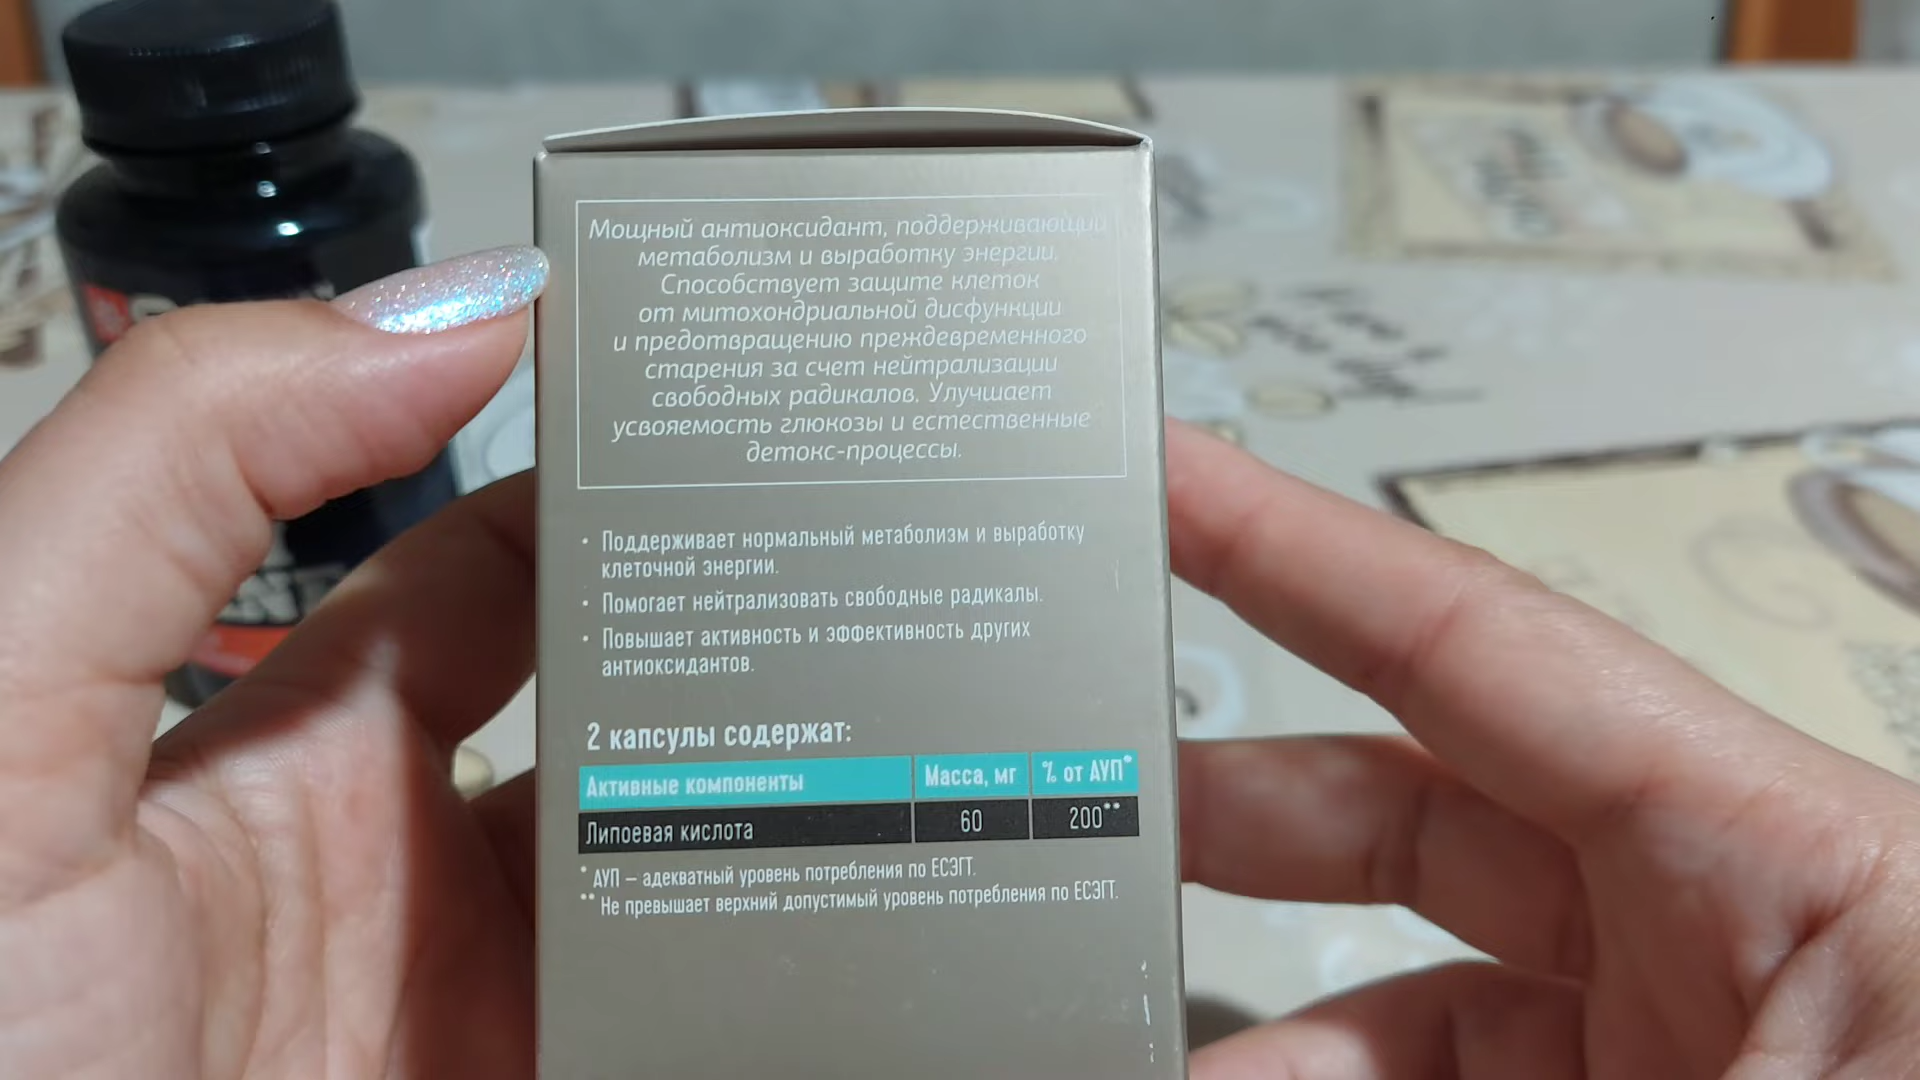 Мощный антиоксидант, поддерживающий
метаболизм и выработку энергии.
Способствует защите клеток
от митохондриальной дисфункции
и предотвращению преждевременного
старения за счет нейтрализации
свободных радикалов. Улучшает
усвояемость глюкозы и естественные
детокс-процессы.
• Поддерживает нормальный метаболизм и выработку
клеточной энергии.
• Помогает нейтрализовать свободные радикалы.
• Повышает активность и эффективность других
антиоксидантов.
2 капсулы содержат:
Активные компоненты Масса, мг % от АУП*
Липоевая кислота 60 200**
* АУП – адекватный уровень потребления по ЕСЭГТ.
** Не превышает верхний допустимый уровень потребления по ЕСЭГТ.